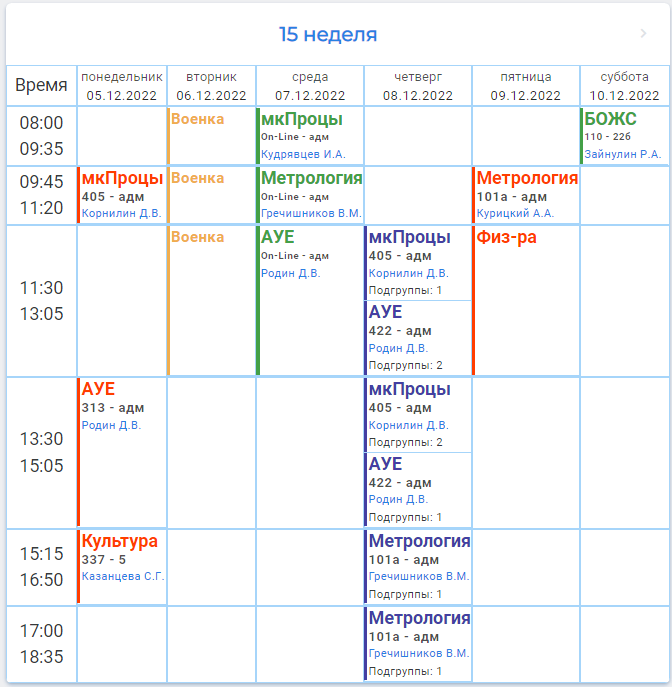 15 неделя
Время
понедельник
05.12.2022
вторник
06.12.2022
среда
07.12.2022
четверг
08.12.2022
пятница
09.12.2022
суббота
10.12.2022
08:00
09:35
Военка
мкПроцы
On-Line - адм
Кудрявцев И.А.
БОЖС
110 - 22б
Зайнулин Р.А.
09:45
11:20
мкПроцы
405 - адм
Корнилин Д.В.
Военка
Метрология
On-Line - адм
Гречишников В.М.
Метрология
101а - адм
Курицкий А.А.
11:30
13:05
Военка
АУЕ
On-Line - адм
Родин Д.В.
мкПроцы
405 - адм
Корнилин Д.В.
Подгруппы: 1
АУЕ
422 - адм
Родин Д.В.
Подгруппы: 2
Физ-ра
13:30
15:05
АУЕ
313 - адм
Родин Д.В.
мкПроцы
405 - адм
Корнилин Д.В.
Подгруппы: 2
АУЕ
422 - адм
Родин Д.В.
Подгруппы: 1
15:15
16:50
Культура
337 - 5
Казанцева С.Г.
Метрология
101а - адм
Гречишников В.М.
Подгруппы: 1
17:00
18:35
Метрология
101а - адм
Гречишников В.М.
Подгруппы: 1